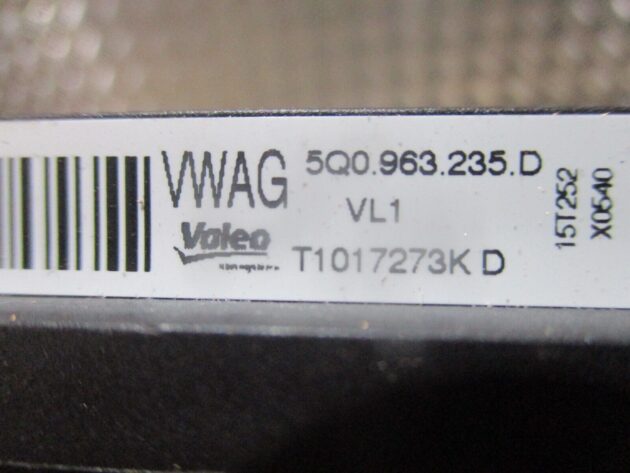 VWAG
5Q0.963.235.D
VL1
Valeo
T1017273K D
15T252
X0540